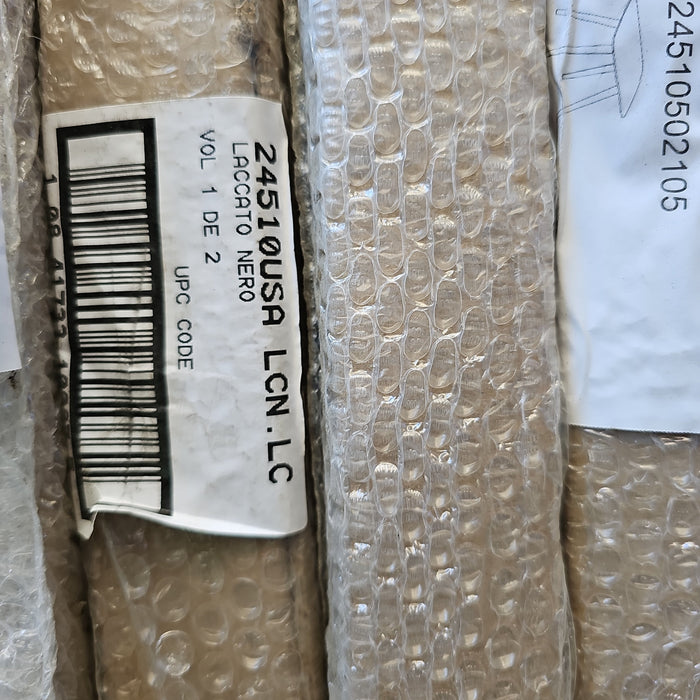 24510USA LCN.LC
LACCATO NERO
VOL 1 DE 2
UPC CODE
24510502105